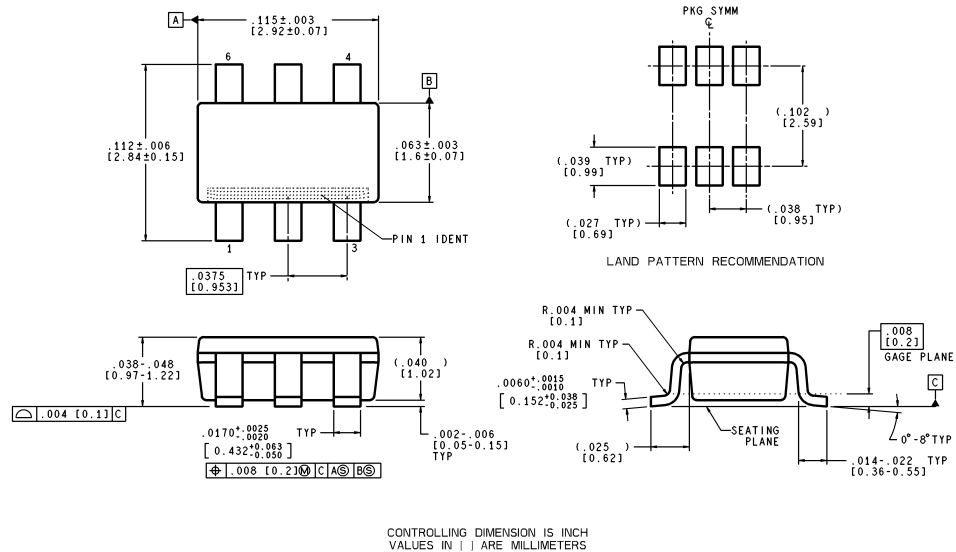 A
.115±.003
[2.92±0.07]
6
4
B
.112±.006
[2.84±0.15]
.063±.003
[1.6±0.07]
1
3
PIN 1 IDENT
.0375
[0.953]
TYP
PKG SYMM
℄
(.102 )
[2.59]
(.039 TYP)
[0.99]
(.027 TYP)
[0.69]
(.038 TYP)
[0.95]
LAND PATTERN RECOMMENDATION
.038-.048
[0.97-1.22]
(.040 )
[1.02]
⌓ .004 [0.1] C
.0170+.0025
-.0020
[0.432+0.063
-0.050]
TYP
⌖ .008 [0.2]Ⓜ C AⓈ BⓈ
.002-.006
[0.05-0.15]
TYP
R.004 MIN TYP
[0.1]
R.004 MIN TYP
[0.1]
.0060+.0015
-.0010
[0.152+0.038
-0.025]
TYP
.008
[0.2]
GAGE PLANE
C
SEATING
PLANE
(.025 )
[0.62]
0°-8°TYP
.014-.022 TYP
[0.36-0.55]
CONTROLLING DIMENSION IS INCH
VALUES IN [ ] ARE MILLIMETERS